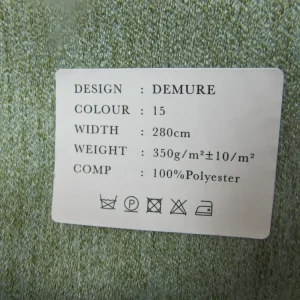 DESIGN : DEMURE
COLOUR : 15
WIDTH : 280cm
WEIGHT : 350g/m²±10/m²
COMP : 100%Polyester